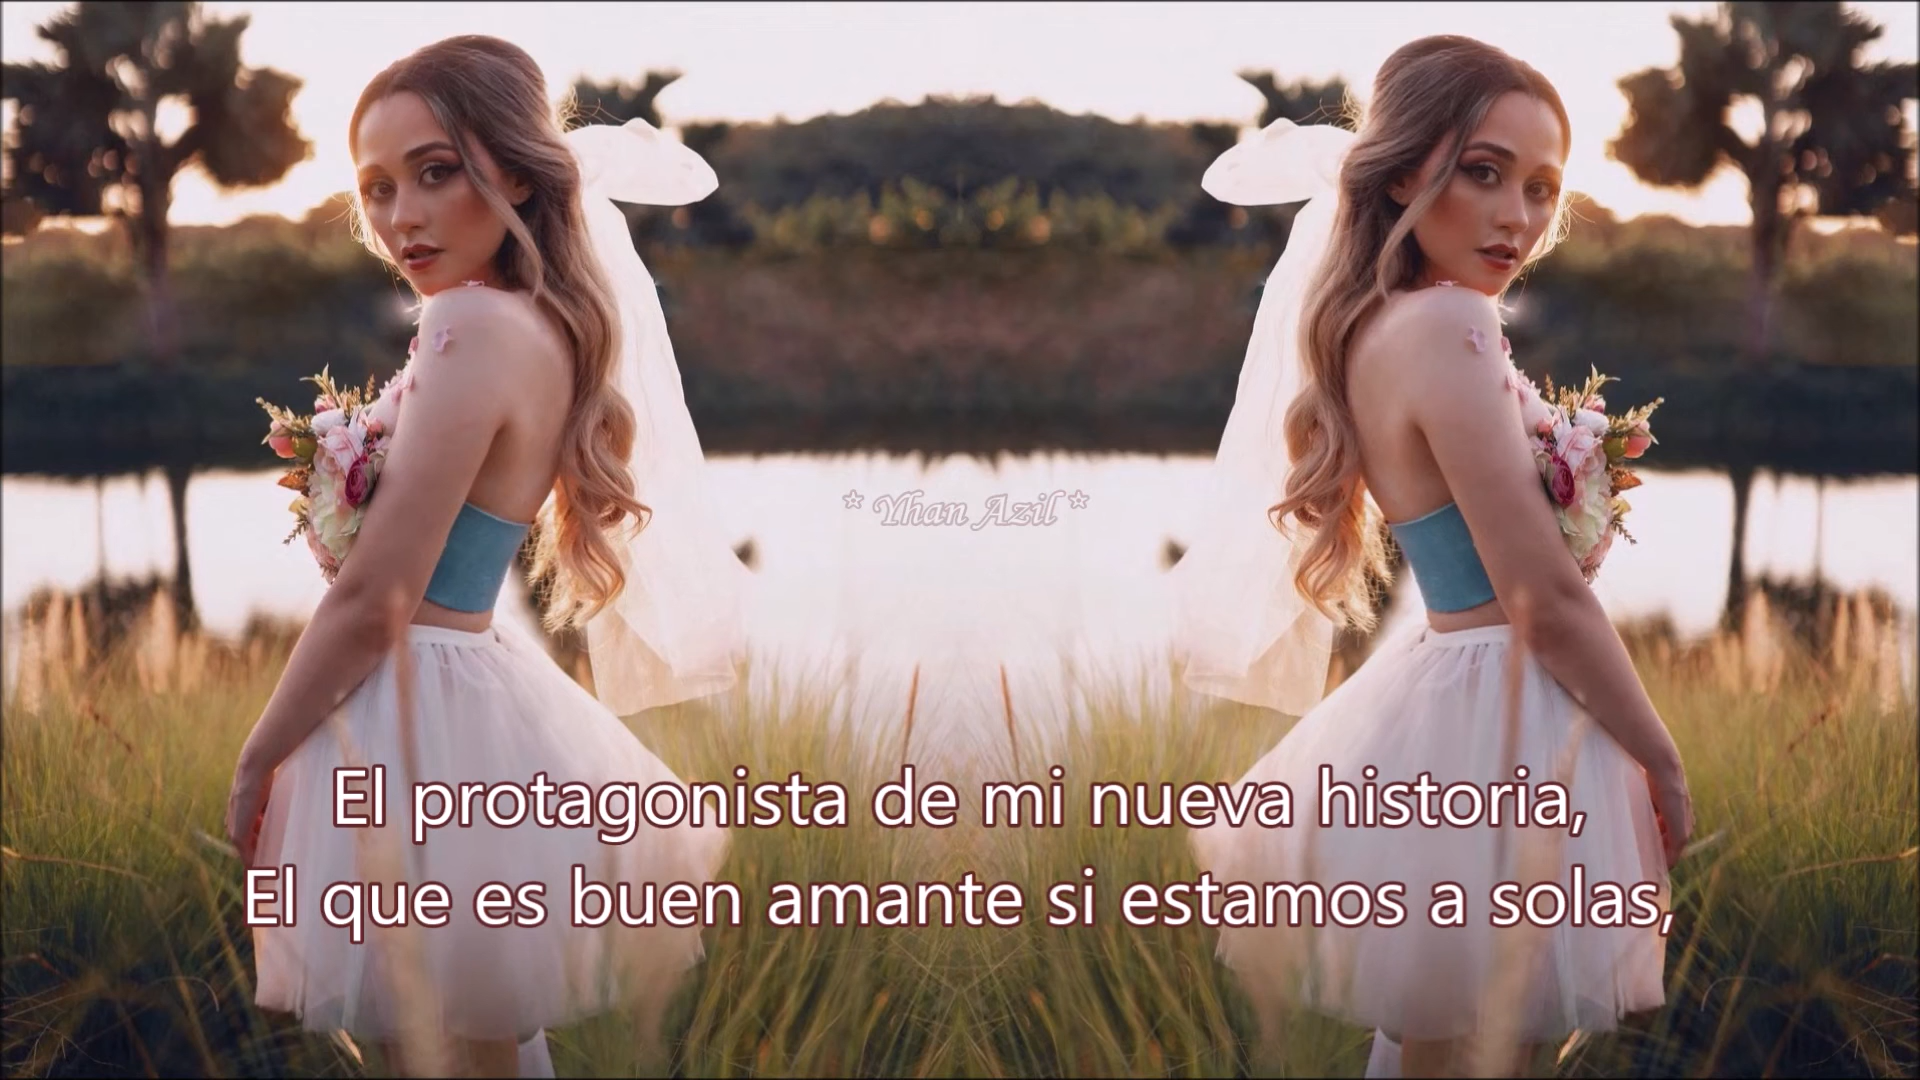 * Yhan Azil *
El protagonista de mi nueva historia,
El que es buen amante si estamos a solas,